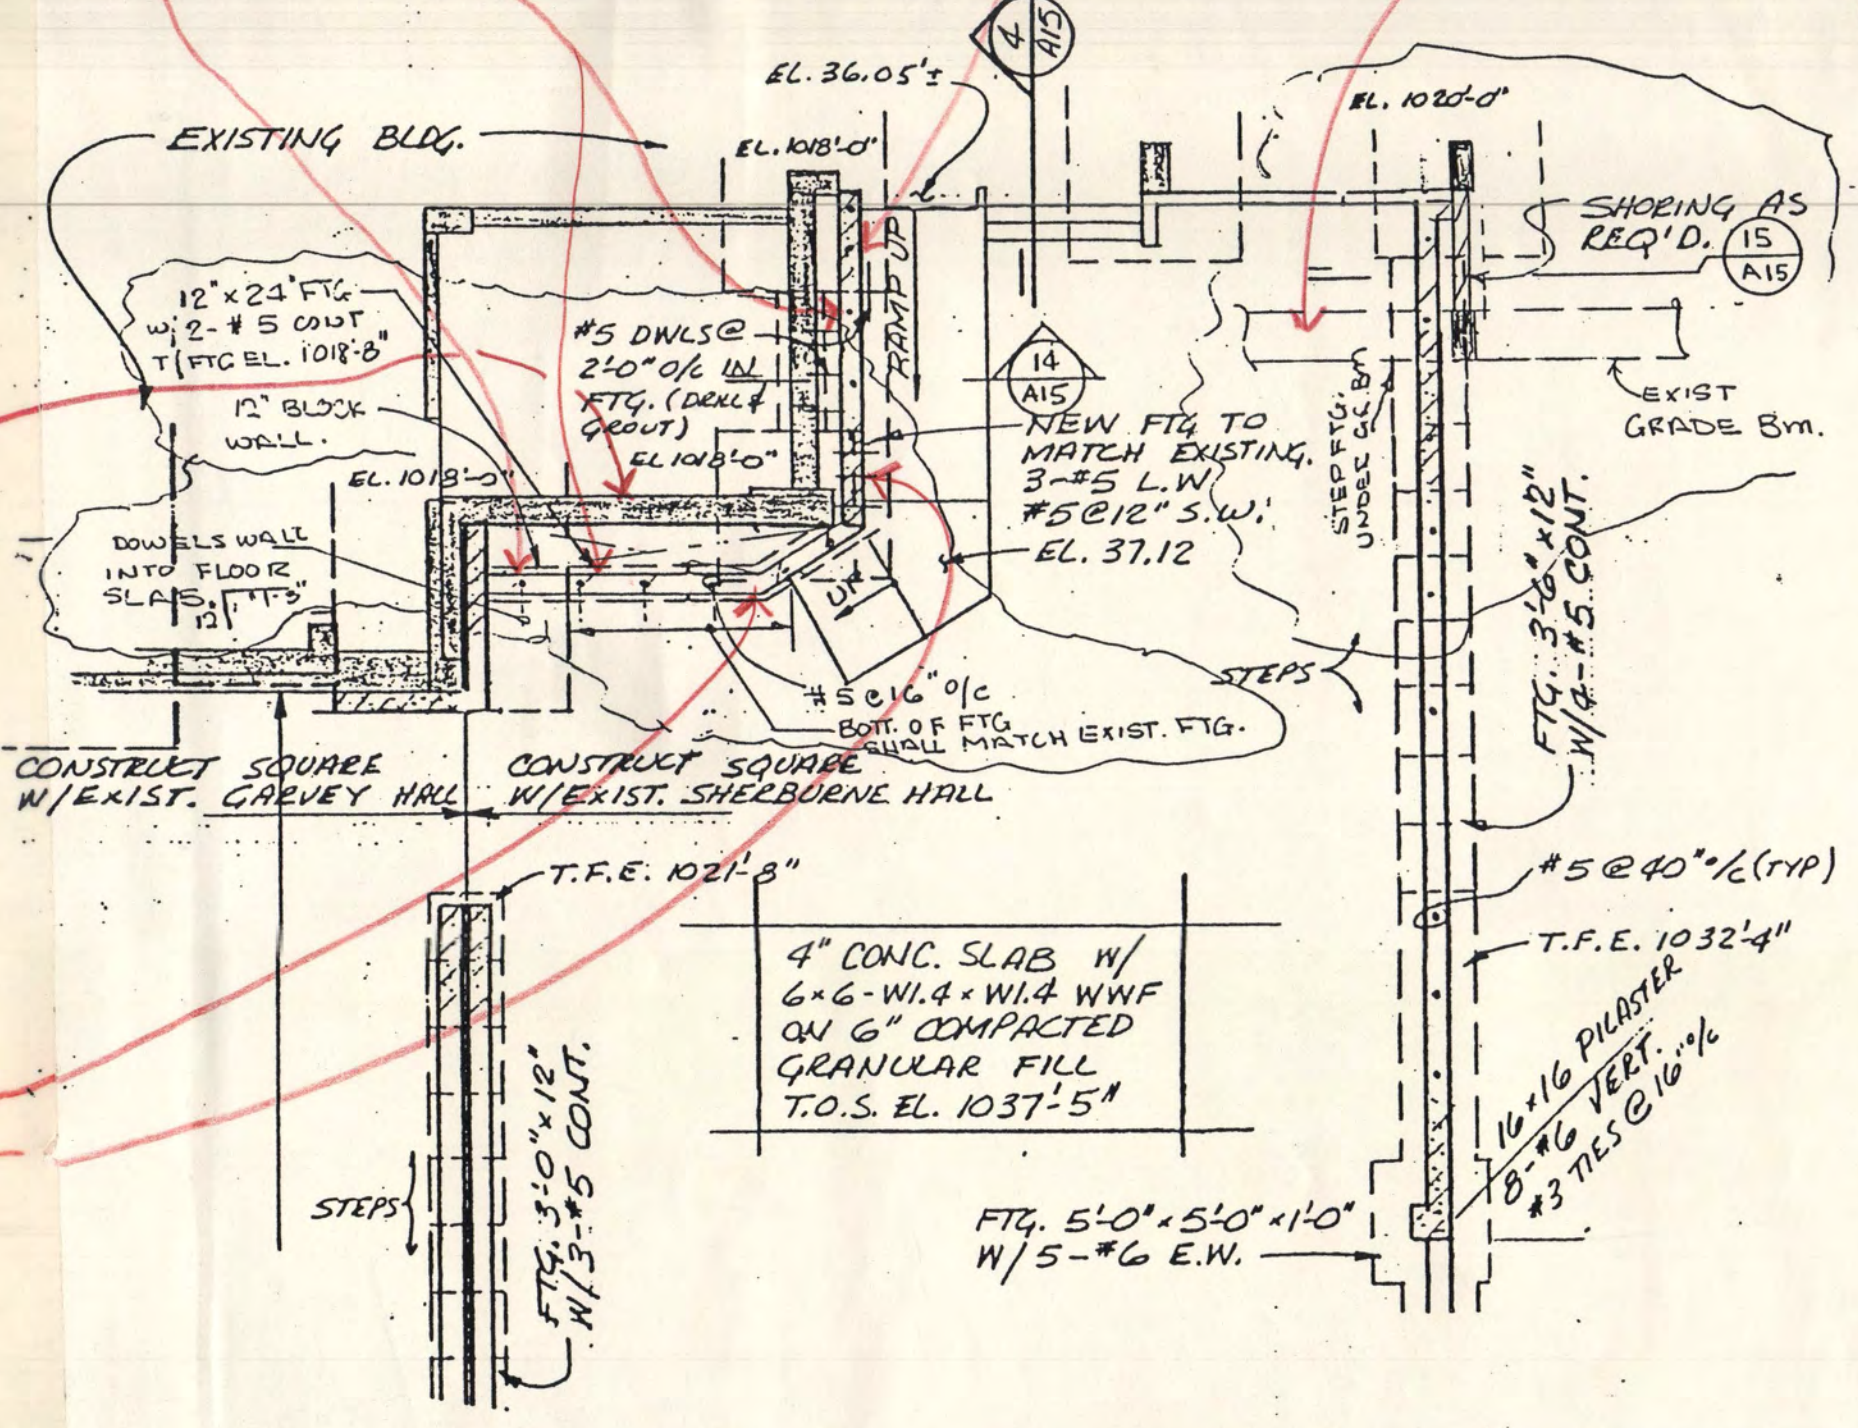 4
A15
EL. 36.05'±
EL. 1020'-0"
EXISTING BLDG.
EL. 1018'-0"
SHORING AS
REQ'D.
15
A15
12"x24" FTG
W/ 2-#5 CONT
T/FTG EL. 1018'-8"
#5 DWLS @
2'-0" O/C IN
FTG. (DRILL &
GROUT)
RAMP UP
14
A15
12" BLOCK
WALL.
NEW FTG TO
MATCH EXISTING.
3-#5 L.W.
#5@12" S.W.
EL. 37.12
STEP FTG.
UNDER GR. Bm
EXIST
GRADE Bm.
EL 1018'-0"
EL. 1018'-0"
DOWELS WALL
INTO FLOOR
SLAB.
12
UP
#5@16" O/C
BOTT. OF FTG
SHALL MATCH EXIST. FTG.
STEPS
FTG. 3'-6"x12"
W/4-#5 CONT.
CONSTRUCT SQUARE
W/EXIST. GARVEY HALL
CONSTRUCT SQUARE
W/EXIST. SHERBURNE HALL
T.F.E. 1021'-8"
#5@40" O/C (TYP)
T.F.E. 1032'-4"
4" CONC. SLAB W/
6x6-W1.4xW1.4 WWF
ON 6" COMPACTED
GRANULAR FILL
T.O.S. EL. 1037'-5"
16x16 PILASTER
8-#6 VERT.
#3 TIES @ 16" O/C
STEPS
FTG. 3'-0"x12"
W/3-#5 CONT.
FTG. 5'-0"x5'-0"x1'-0"
W/5-#6 E.W.